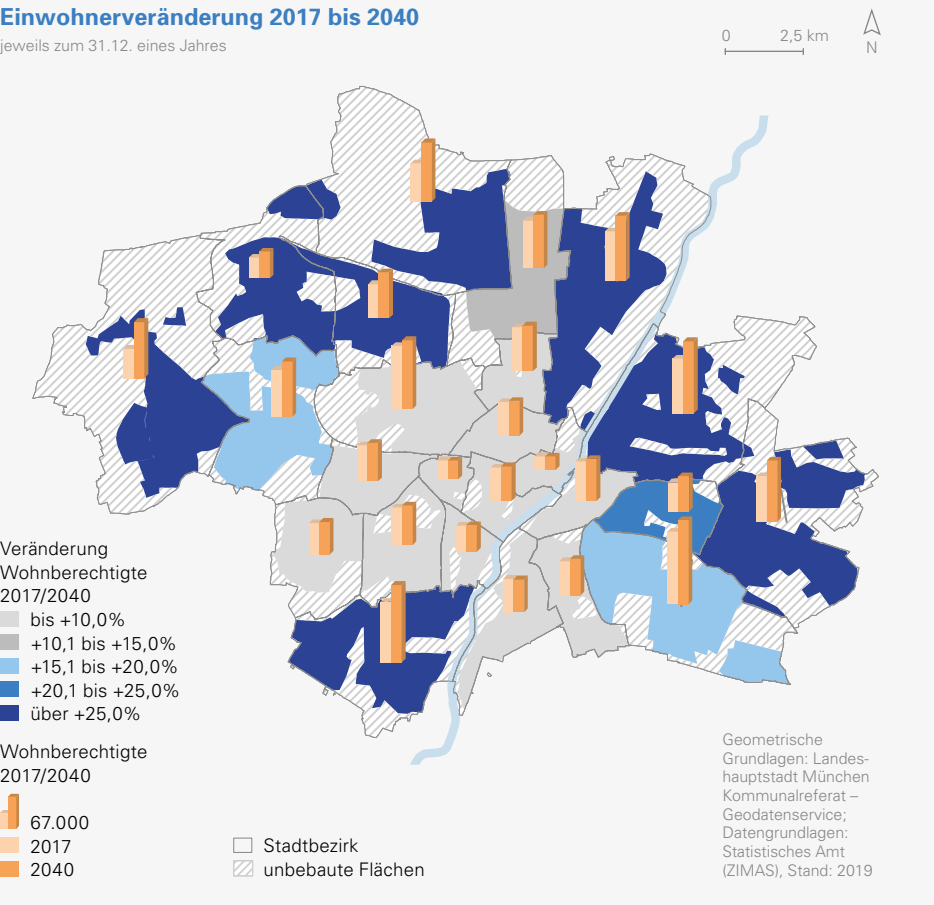 Einwohnerveränderung 2017 bis 2040
jeweils zum 31.12. eines Jahres
0 2,5 km
N
Veränderung
Wohnberechtigte
2017/2040
bis +10,0%
+10,1 bis +15,0%
+15,1 bis +20,0%
+20,1 bis +25,0%
über +25,0%
Wohnberechtigte
2017/2040
67.000
2017
2040
Stadtbezirk
unbebaute Flächen
Geometrische
Grundlagen: Landes-
hauptstadt München
Kommunalreferat –
Geodatenservice;
Datengrundlagen:
Statistisches Amt
(ZIMAS), Stand: 2019